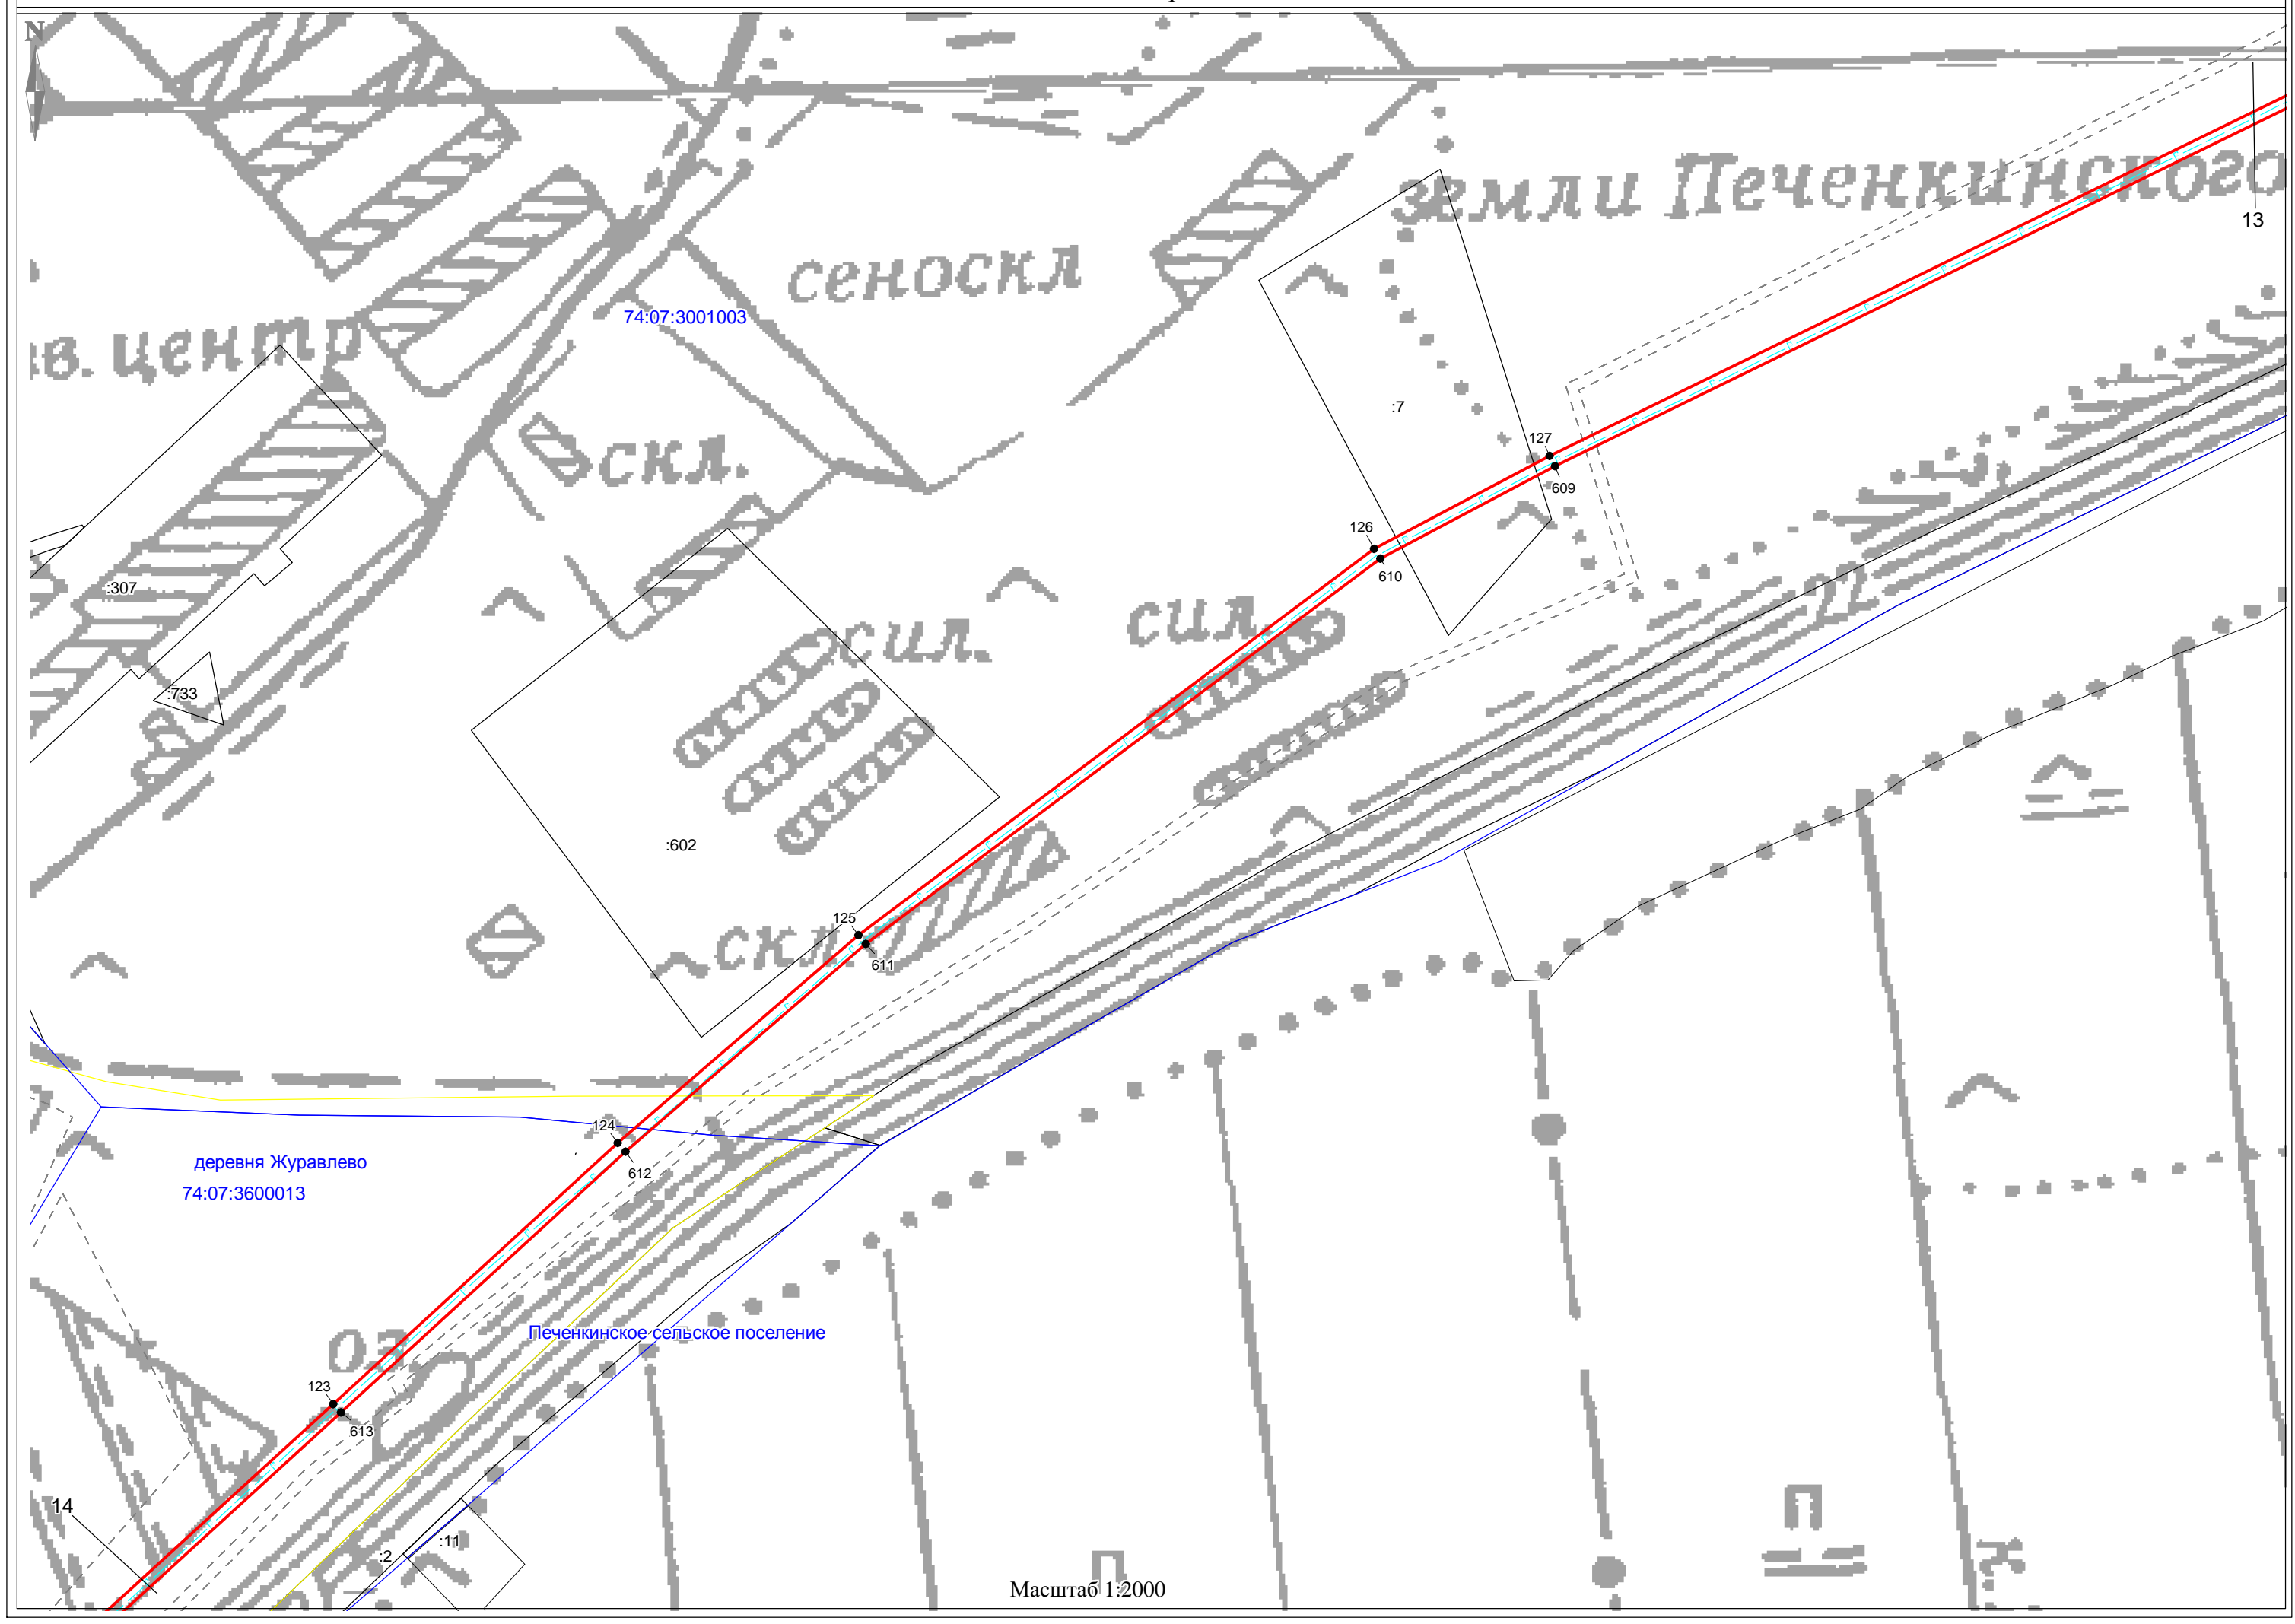 N
земли Печенкинского
13
сеноскл
74:07:3001003
в. центр
:7
127
скл.
609
126
610
:307
сил.
сил.
:733
:602
125
скл.
611
124
612
деревня Журавлево
74:07:3600013
Печенкинское сельское поселение
оз.
123
613
14
:11
:2
П
П
Масштаб 1:2000